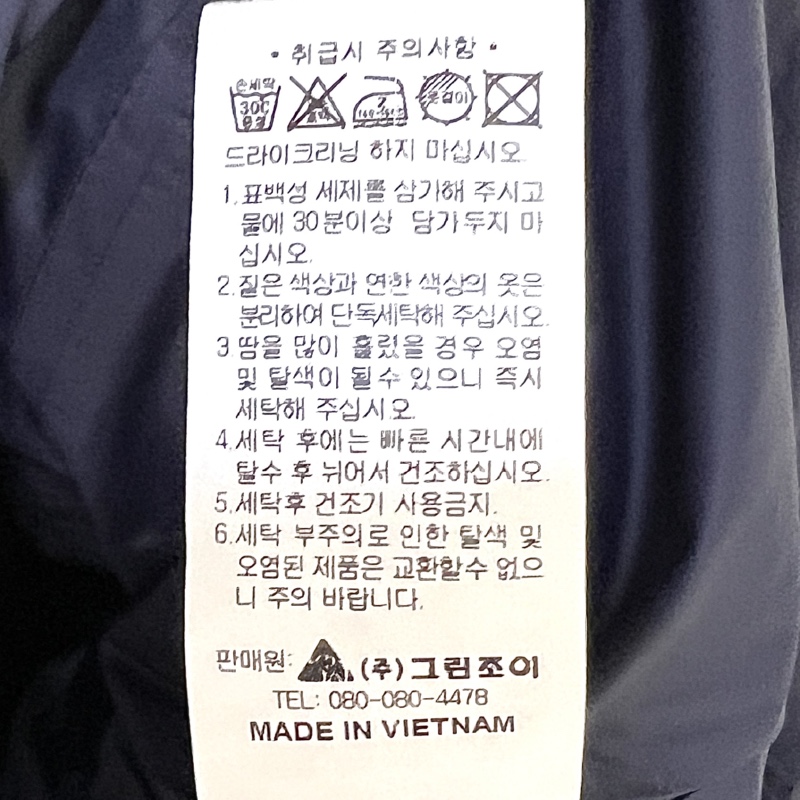 • 취급시 주의사항 •
손세탁
30C
옷걸이
드라이크리닝 하지 마십시오
1.표백성 세제를 삼가해 주시고
물에 30분이상 담가두지 마
십시오.
2.짙은 색상과 연한 색상의 옷은
분리하여 단독세탁해 주십시오.
3.땀을 많이 흘렸을 경우 오염
및 탈색이 될수 있으니 즉시
세탁해 주십시오.
4.세탁 후에는 빠른 시간내에
탈수 후 뉘어서 건조하십시오.
5.세탁후 건조기 사용금지.
6.세탁 부주의로 인한 탈색 및
오염된 제품은 교환할수 없으
니 주의 바랍니다.
판매원: (주)그림조이
TEL: 080-080-4478
MADE IN VIETNAM